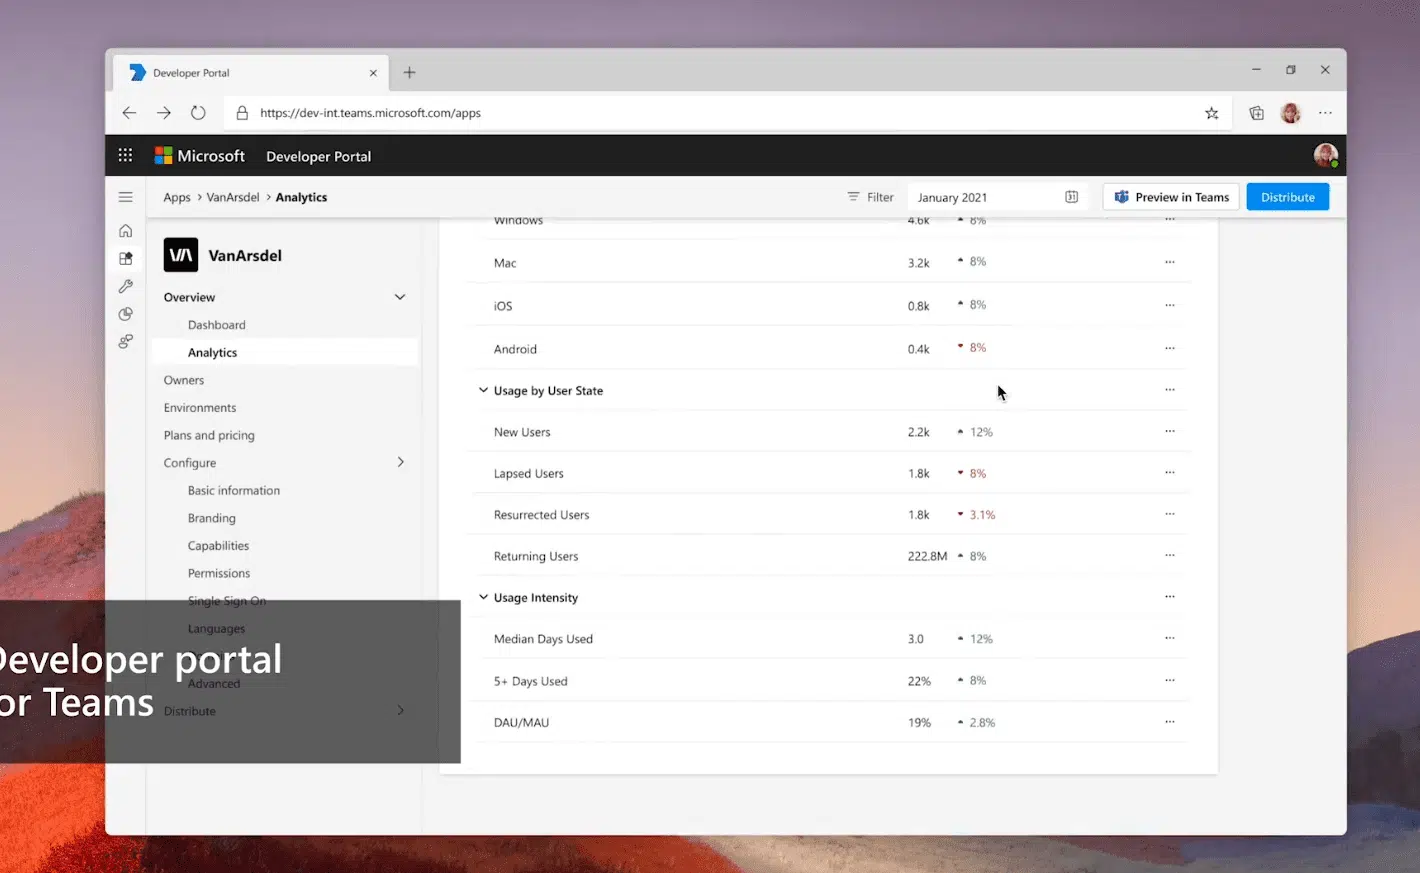 Developer Portal
https://dev-int.teams.microsoft.com/apps
Microsoft Developer Portal
Apps > VanArsdel > Analytics
Filter
January 2021
Preview in Teams
Distribute
VA
VanArsdel
Overview
Dashboard
Analytics
Owners
Environments
Plans and pricing
Configure
Basic information
Branding
Capabilities
Permissions
Single Sign On
Languages
Advanced
Distribute
Windows 4.6k 8%
Mac 3.2k 8%
iOS 0.8k 8%
Android 0.4k 8%
Usage by User State
New Users 2.2k 12%
Lapsed Users 1.8k 8%
Resurrected Users 1.8k 3.1%
Returning Users 222.8M 8%
Usage Intensity
Median Days Used 3.0 12%
5+ Days Used 22% 8%
DAU/MAU 19% 2.8%
Developer portal
or Teams